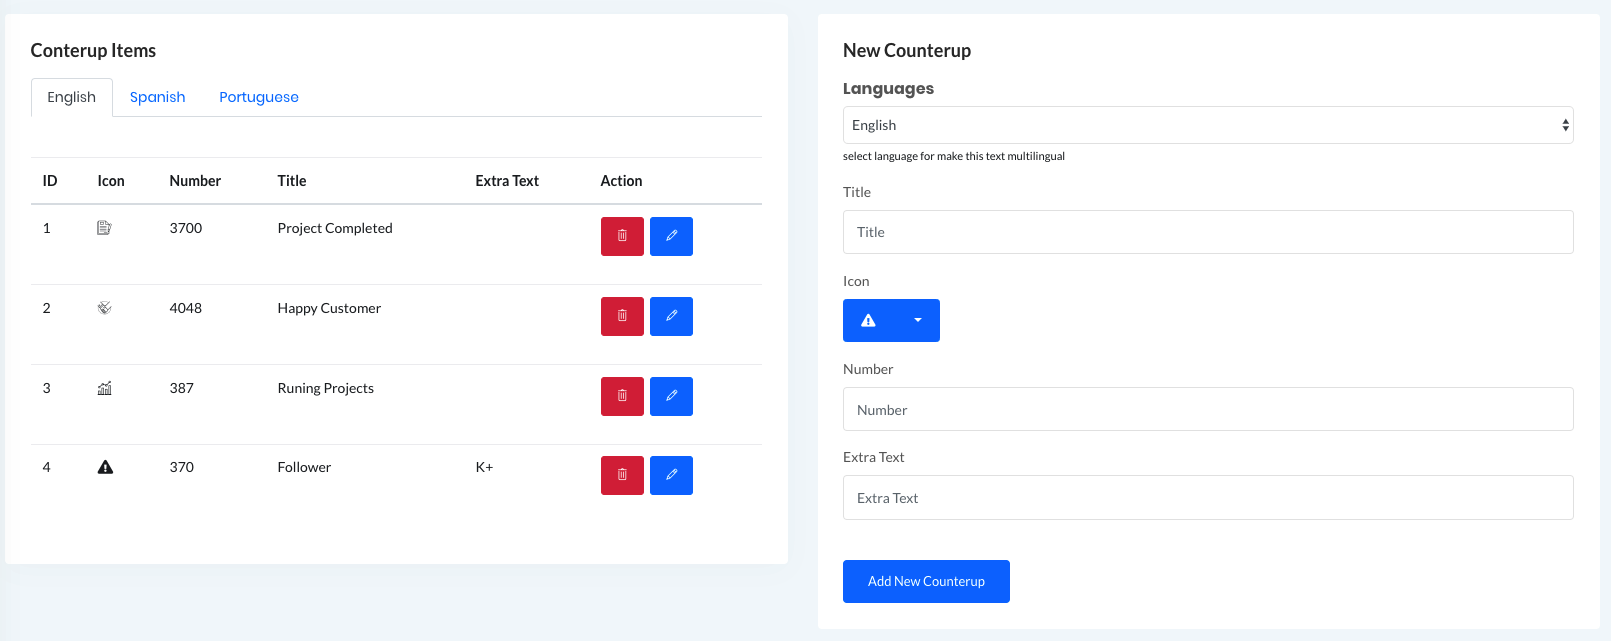 Conterup Items
English Spanish Portuguese
ID Icon Number Title Extra Text Action
1 3700 Project Completed
2 4048 Happy Customer
3 387 Runing Projects
4 370 Follower K+
New Counterup
Languages
English
select language for make this text multilingual
Title
Title
Icon
Number
Number
Extra Text
Extra Text
Add New Counterup